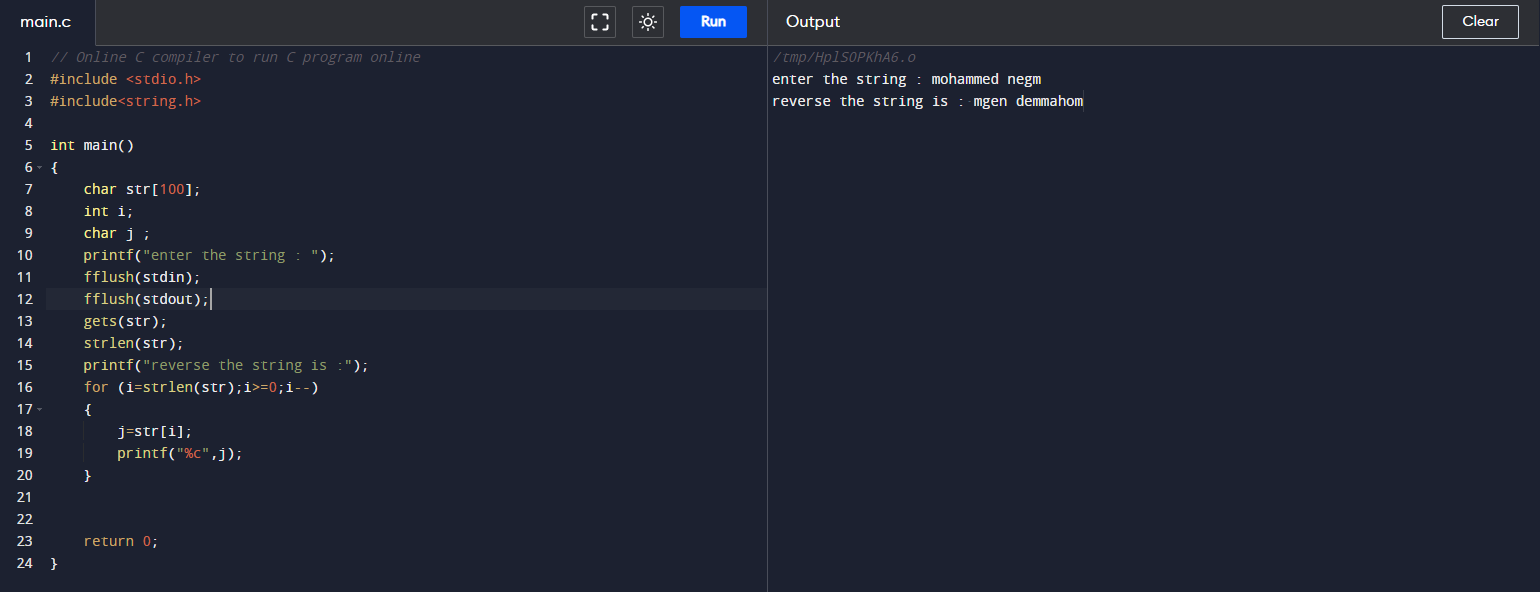 main.c
Run
Output
Clear
1 // Online C compiler to run C program online
2 #include <stdio.h>
3 #include<string.h>
4
5 int main()
6 {
7     char str[100];
8     int i;
9     char j ;
10     printf("enter the string : ");
11     fflush(stdin);
12     fflush(stdout);
13     gets(str);
14     strlen(str);
15     printf("reverse the string is :");
16     for (i=strlen(str);i>=0;i--)
17     {
18         j=str[i];
19         printf("%c",j);
20     }
21
22
23     return 0;
24 }
/tmp/HplSOPKhA6.o
enter the string : mohammed negm
reverse the string is : mgen demmahom